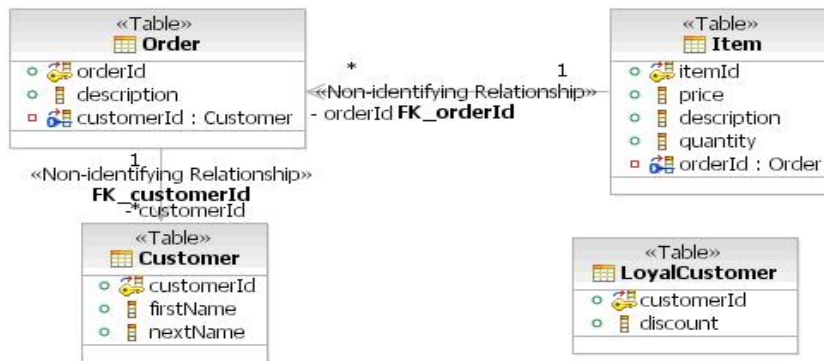 «Table»
Order
orderId
description
customerId : Customer
* 1
«Non-identifying Relationship»
- orderId FK_orderId
«Table»
Item
itemId
price
description
quantity
orderId : Order
1
«Non-identifying Relationship»
FK_customerId
-*customerId
«Table»
Customer
customerId
firstName
nextName
«Table»
LoyalCustomer
customerId
discount